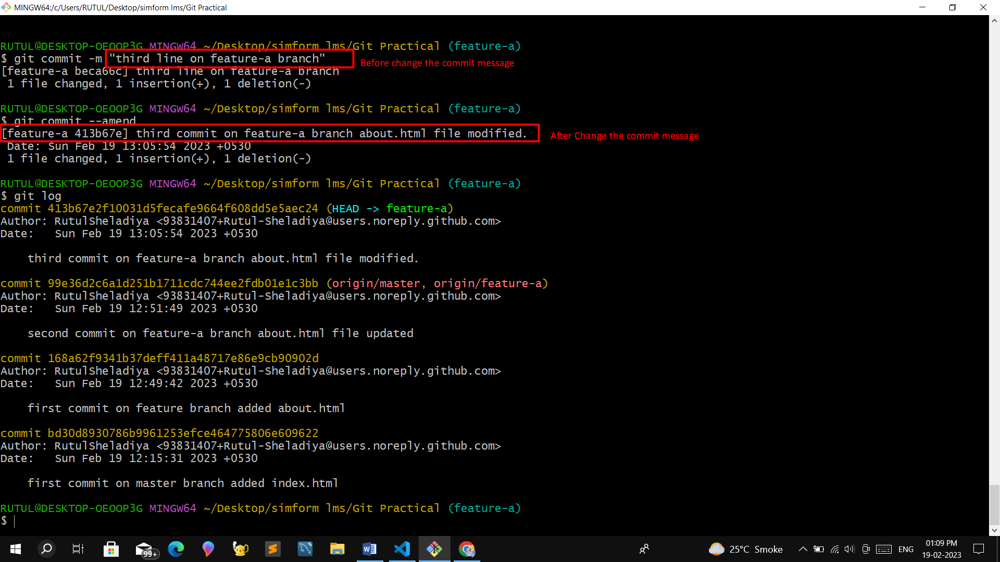 MINGW64:/c/Users/RUTUL/Desktop/simform lms/Git Practical
RUTUL@DESKTOP-OEOOP3G MINGW64 ~/Desktop/simform lms/Git Practical (feature-a)
$ git commit -m "third line on feature-a branch"
Before change the commit message
[feature-a beca66c] third line on feature-a branch
 1 file changed, 1 insertion(+), 1 deletion(-)
RUTUL@DESKTOP-OEOOP3G MINGW64 ~/Desktop/simform lms/Git Practical (feature-a)
$ git commit --amend
[feature-a 413b67e] third commit on feature-a branch about.html file modified.
After Change the commit message
 Date: Sun Feb 19 13:05:54 2023 +0530
 1 file changed, 1 insertion(+), 1 deletion(-)
RUTUL@DESKTOP-OEOOP3G MINGW64 ~/Desktop/simform lms/Git Practical (feature-a)
$ git log
commit 413b67e2f10031d5fecafe9664f608dd5e5aec24 (HEAD -> feature-a)
Author: RutulSheladiya <93831407+Rutul-Sheladiya@users.noreply.github.com>
Date:   Sun Feb 19 13:05:54 2023 +0530
    third commit on feature-a branch about.html file modified.
commit 99e36d2c6a1d251b1711cdc744ee2fdb01e1c3bb (origin/master, origin/feature-a)
Author: RutulSheladiya <93831407+Rutul-Sheladiya@users.noreply.github.com>
Date:   Sun Feb 19 12:51:49 2023 +0530
    second commit on feature-a branch about.html file updated
commit 168a62f9341b37deff411a48717e86e9cb90902d
Author: RutulSheladiya <93831407+Rutul-Sheladiya@users.noreply.github.com>
Date:   Sun Feb 19 12:49:42 2023 +0530
    first commit on feature branch added about.html
commit bd30d8930786b9961253efce464775806e609622
Author: RutulSheladiya <93831407+Rutul-Sheladiya@users.noreply.github.com>
Date:   Sun Feb 19 12:15:31 2023 +0530
    first commit on master branch added index.html
RUTUL@DESKTOP-OEOOP3G MINGW64 ~/Desktop/simform lms/Git Practical (feature-a)
$
99+
25°C Smoke
ENG
01:09 PM
19-02-2023